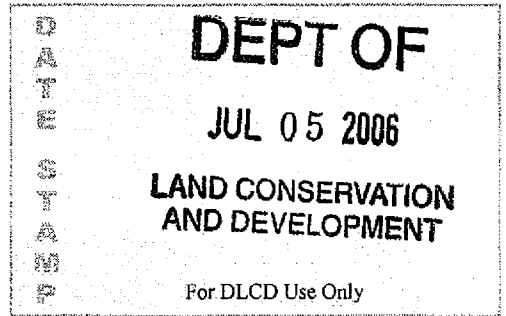 DATE STAMP
DEPT OF
JUL 05 2006
LAND CONSERVATION
AND DEVELOPMENT
For DLCD Use Only